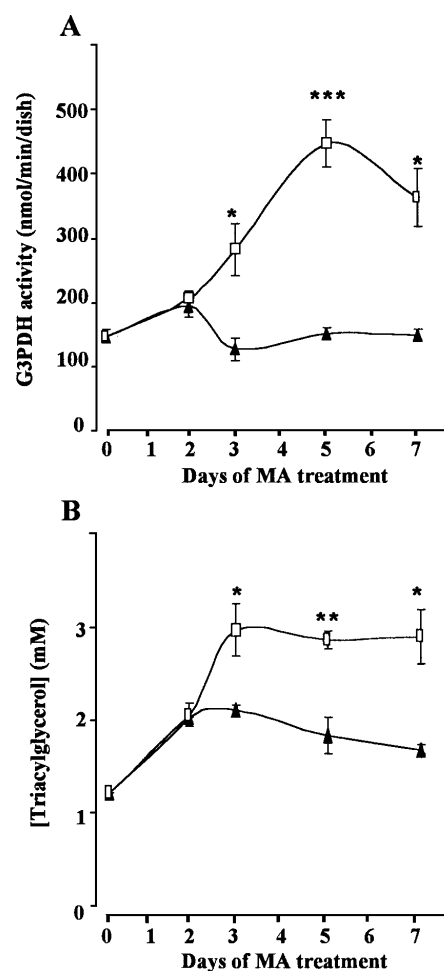 A
G3PDH activity (nmol/min/dish)
500
400
300
200
100
0
***
*
*
0 1 2 3 4 5 6 7
Days of MA treatment
B
[Triacylglycerol] (mM)
3
2
1
0
*
**
*
0 1 2 3 4 5 6 7
Days of MA treatment